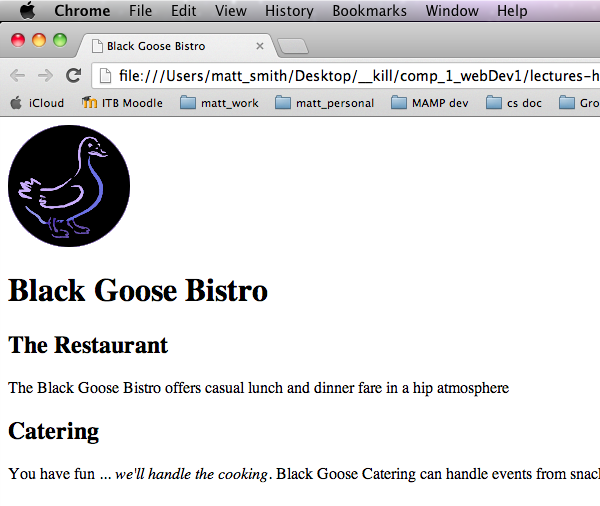 Chrome File Edit View History Bookmarks Window Help
Black Goose Bistro
file:///Users/matt_smith/Desktop/__kill/comp_1_webDev1/lectures-h
iCloud ITB Moodle matt_work matt_personal MAMP dev cs doc Gro
Black Goose Bistro
The Restaurant
The Black Goose Bistro offers casual lunch and dinner fare in a hip atmosphere
Catering
You have fun ... we'll handle the cooking. Black Goose Catering can handle events from snac